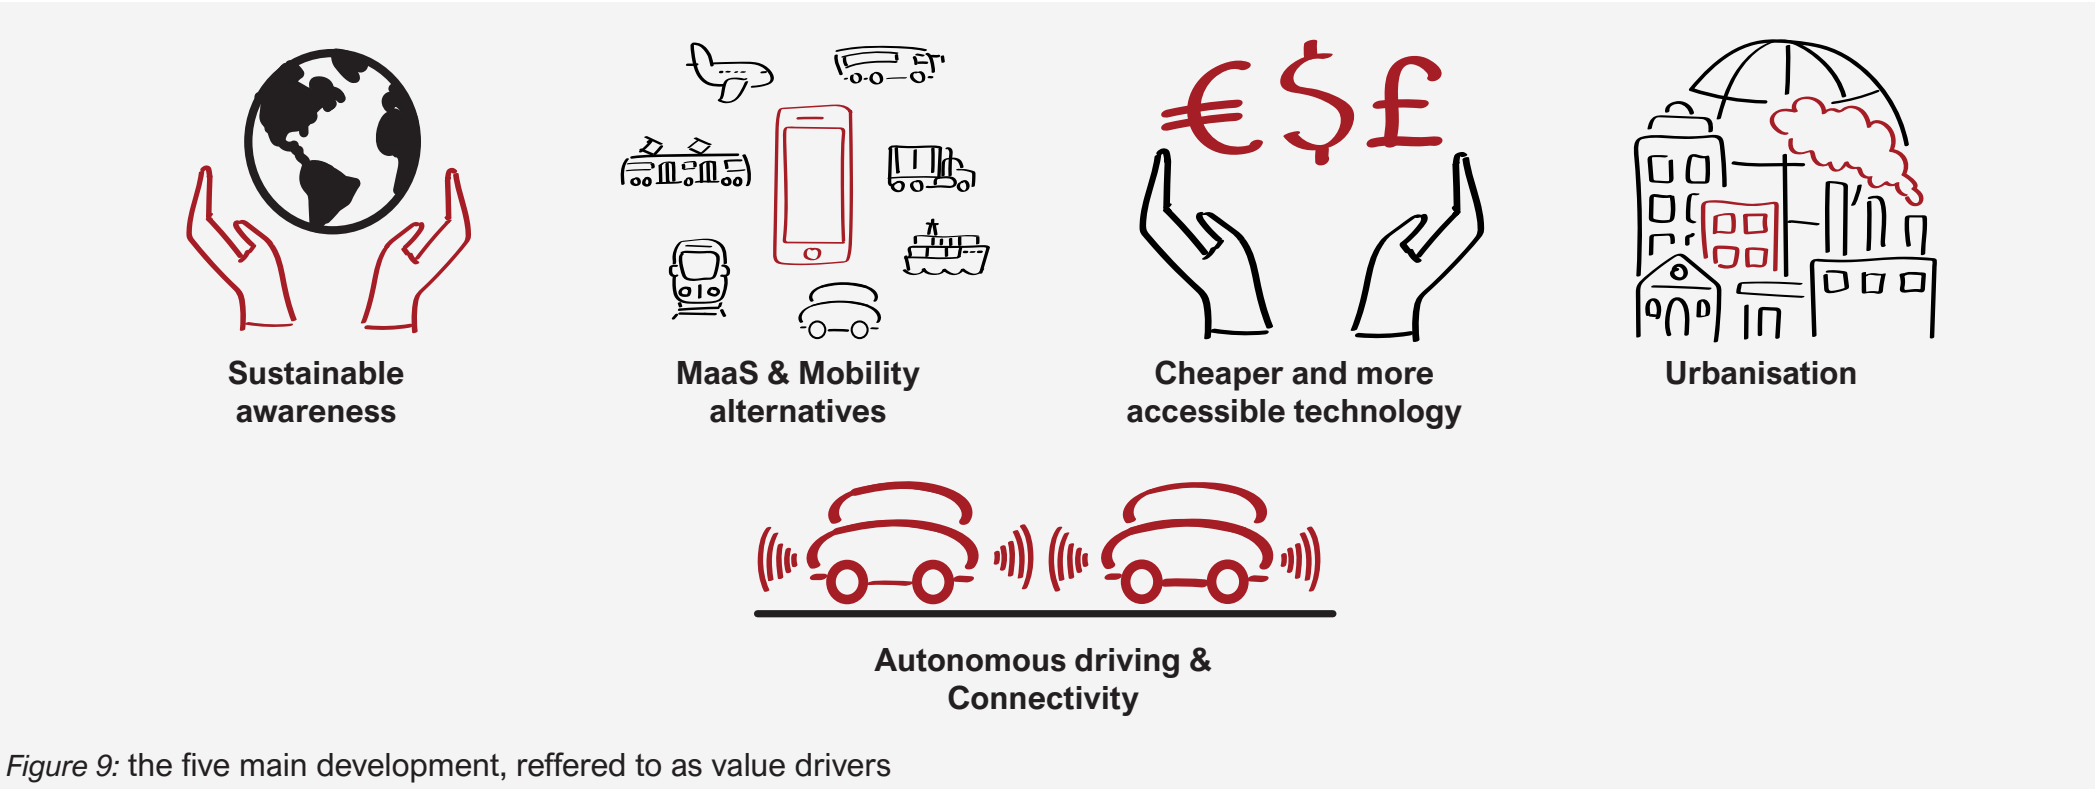 € $ £
Sustainable
awareness
MaaS & Mobility
alternatives
Cheaper and more
accessible technology
Urbanisation
Autonomous driving &
Connectivity
Figure 9: the five main development, reffered to as value drivers